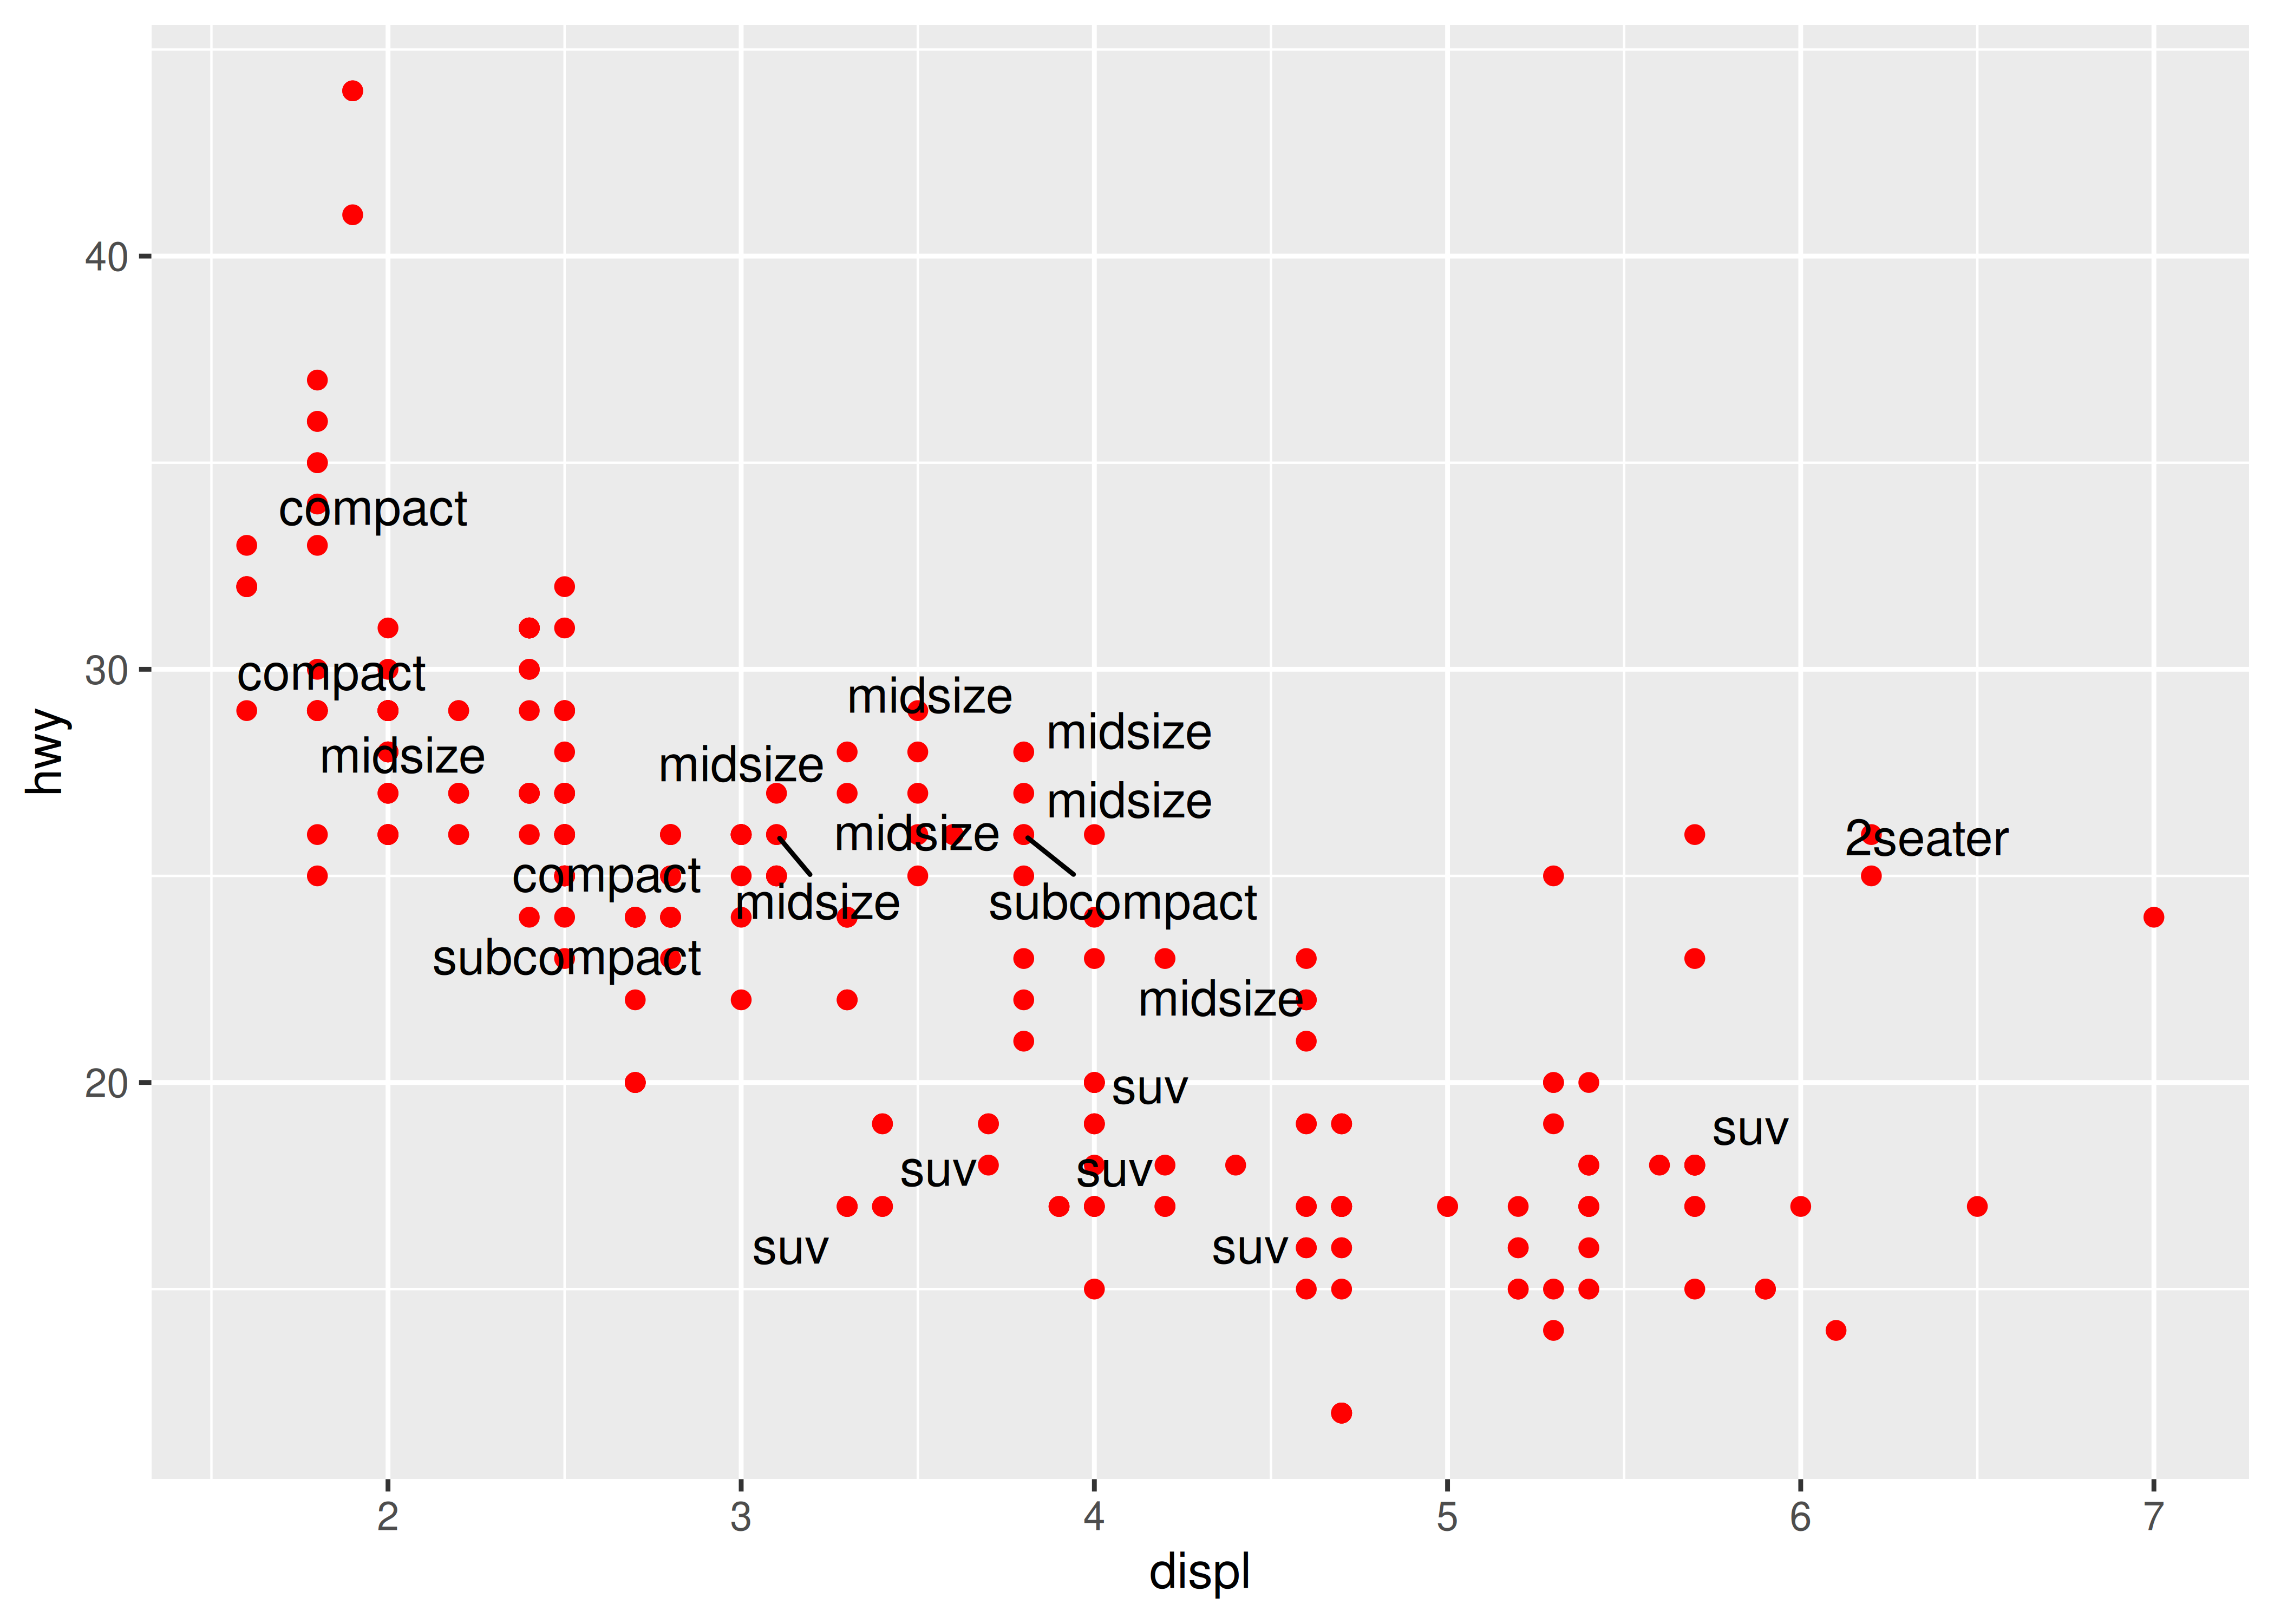 40
compact
30
compact
midsize
midsize
midsize
midsize
midsize
midsize
2seater
compact
midsize
subcompact
subcompact
midsize
20
suv
suv
suv
suv
suv
suv
2 3 4 5 6 7
displ
hwy